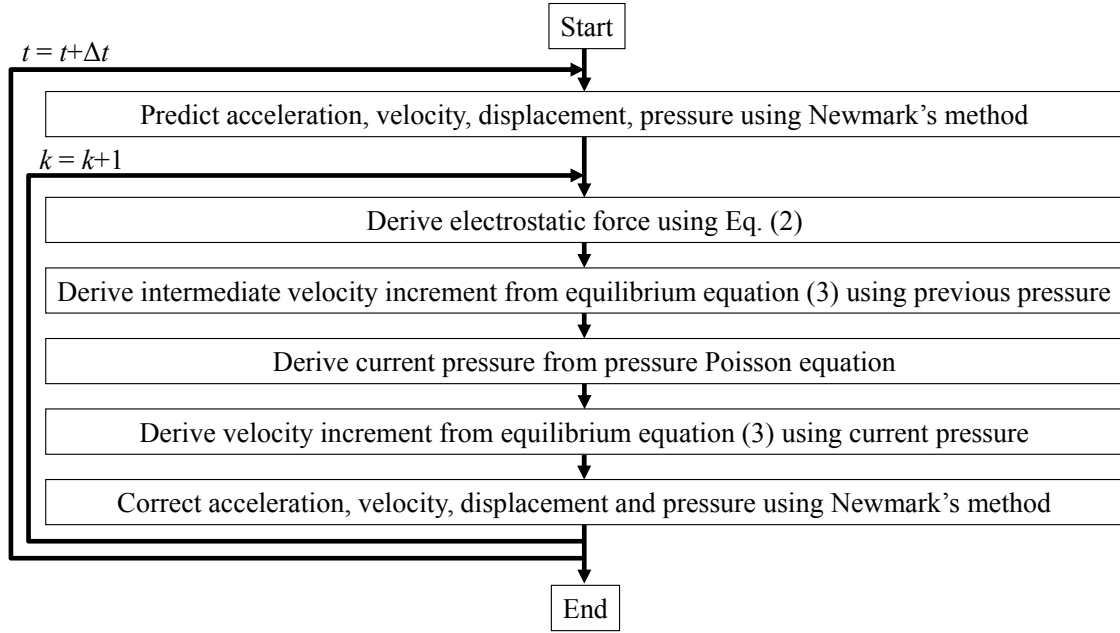 Start
t = t+Δt
Predict acceleration, velocity, displacement, pressure using Newmark's method
k = k+1
Derive electrostatic force using Eq. (2)
Derive intermediate velocity increment from equilibrium equation (3) using previous pressure
Derive current pressure from pressure Poisson equation
Derive velocity increment from equilibrium equation (3) using current pressure
Correct acceleration, velocity, displacement and pressure using Newmark's method
End